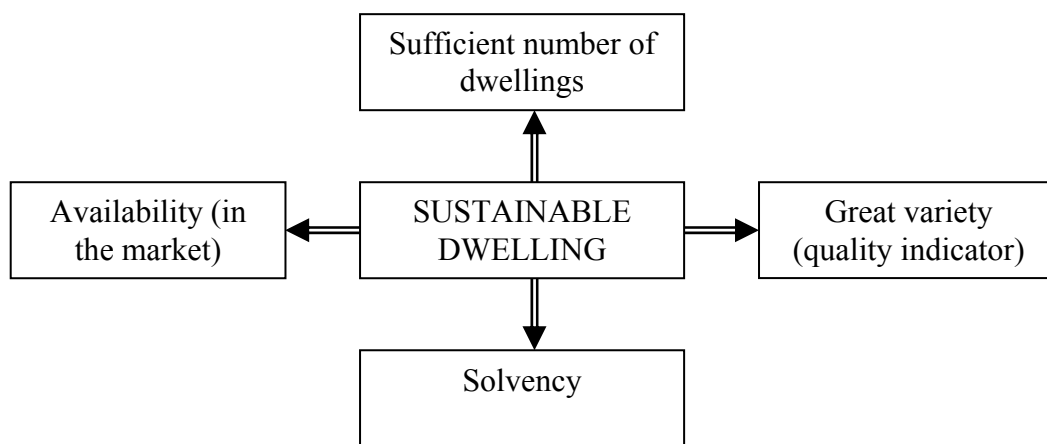 Sufficient number of
dwellings
Availability (in
the market)
SUSTAINABLE
DWELLING
Great variety
(quality indicator)
Solvency